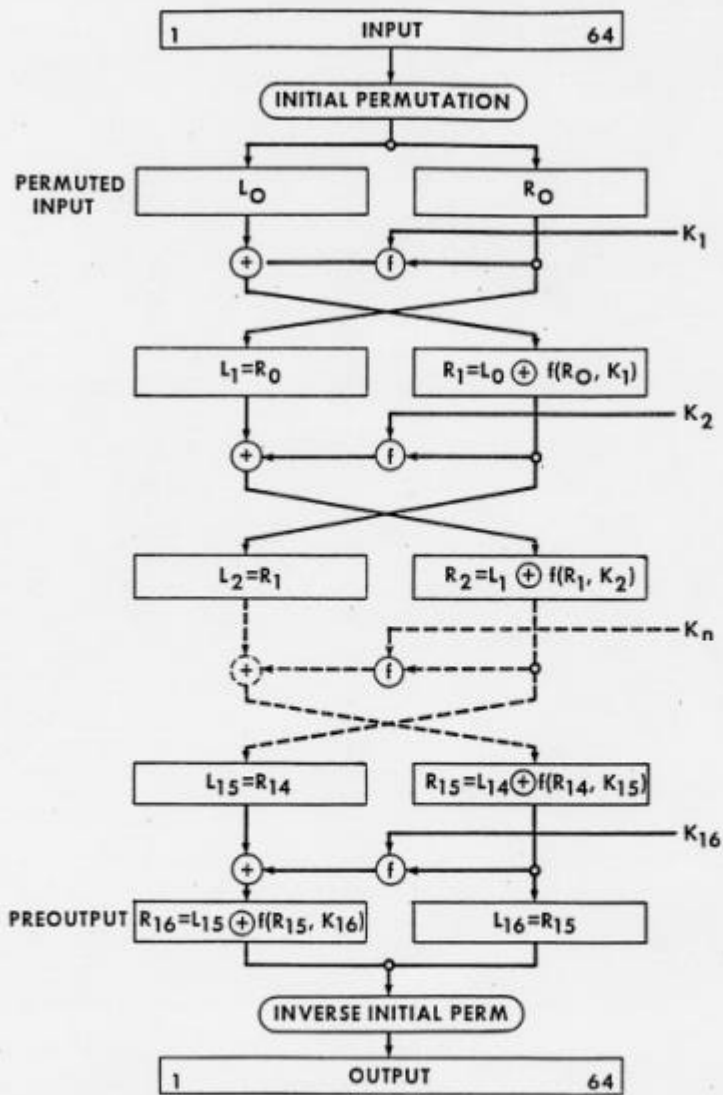 1 INPUT 64
INITIAL PERMUTATION
PERMUTED
INPUT
L₀ R₀
K₁
+ f
L₁=R₀ R₁=L₀ ⊕ f(R₀, K₁)
K₂
+ f
L₂=R₁ R₂=L₁ ⊕ f(R₁, K₂)
Kₙ
+ f
L₁₅=R₁₄ R₁₅=L₁₄ ⊕ f(R₁₄, K₁₅)
K₁₆
+ f
PREOUTPUT R₁₆=L₁₅ ⊕ f(R₁₅, K₁₆) L₁₆=R₁₅
INVERSE INITIAL PERM
1 OUTPUT 64